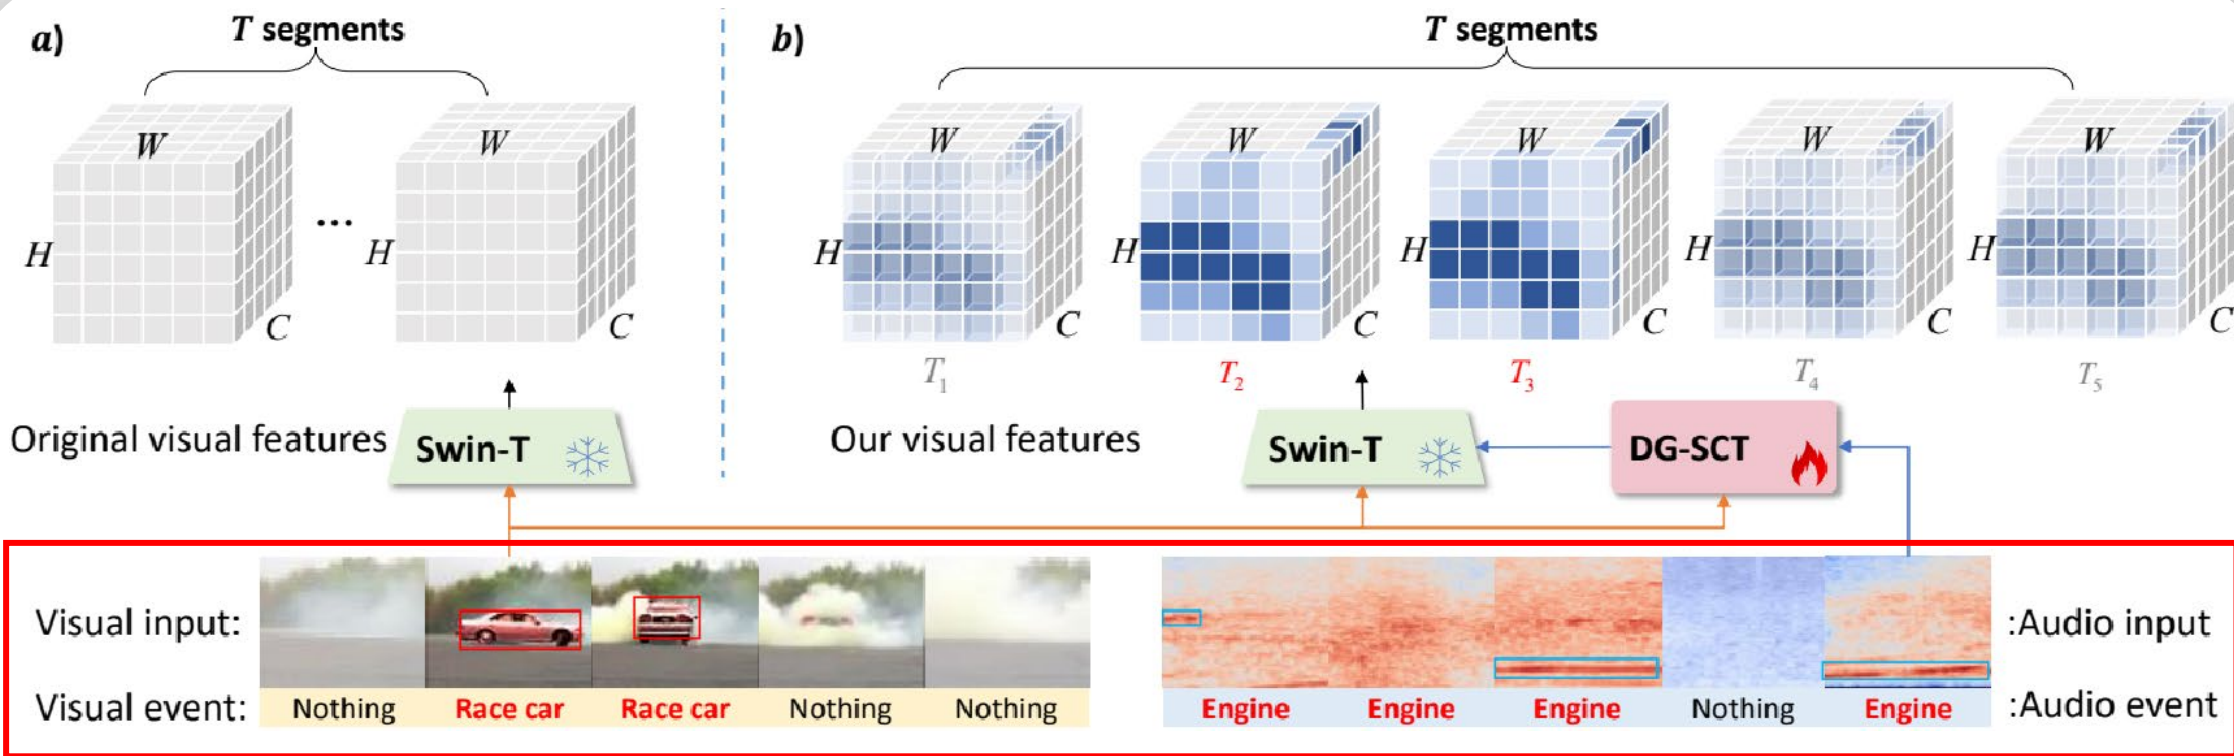 a)
T segments
W
H
C
...
W
H
C
Original visual features
Swin-T
b)
T segments
W
H
C
T1
W
H
C
T2
W
H
C
T3
W
H
C
T4
W
H
C
T5
Our visual features
Swin-T
DG-SCT
Visual input:
:Audio input
Visual event: Nothing Race car Race car Nothing Nothing
Engine Engine Engine Nothing Engine :Audio event